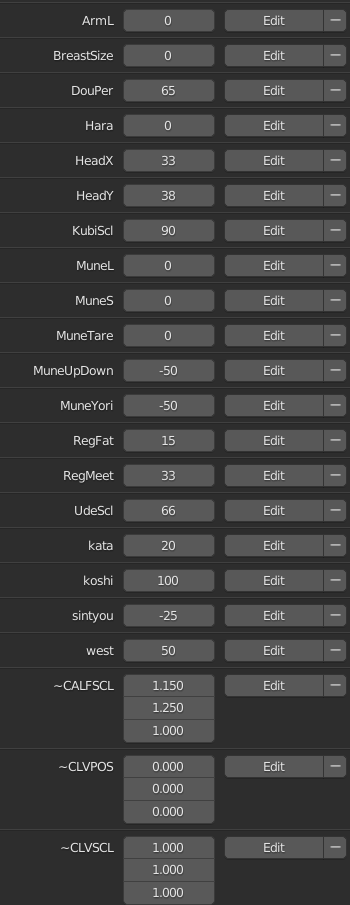 ArmL 0 Edit −
BreastSize 0 Edit −
DouPer 65 Edit −
Hara 0 Edit −
HeadX 33 Edit −
HeadY 38 Edit −
KubiScl 90 Edit −
MuneL 0 Edit −
MuneS 0 Edit −
MuneTare 0 Edit −
MuneUpDown -50 Edit −
MuneYori -50 Edit −
RegFat 15 Edit −
RegMeet 33 Edit −
UdeScl 66 Edit −
kata 20 Edit −
koshi 100 Edit −
sintyou -25 Edit −
west 50 Edit −
~CALFSCL 1.150 Edit −
1.250
1.000
~CLVPOS 0.000 Edit −
0.000
0.000
~CLVSCL 1.000 Edit −
1.000
1.000